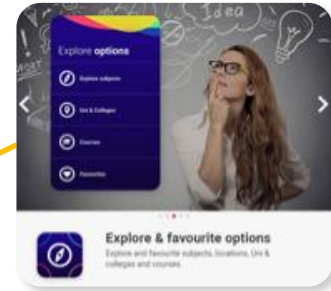 Idea
Explore options
Explore subjects
Uni & Colleges
Courses
Favourites
Explore & favourite options
Explore and favourite subjects, locations, Uni &
colleges and courses